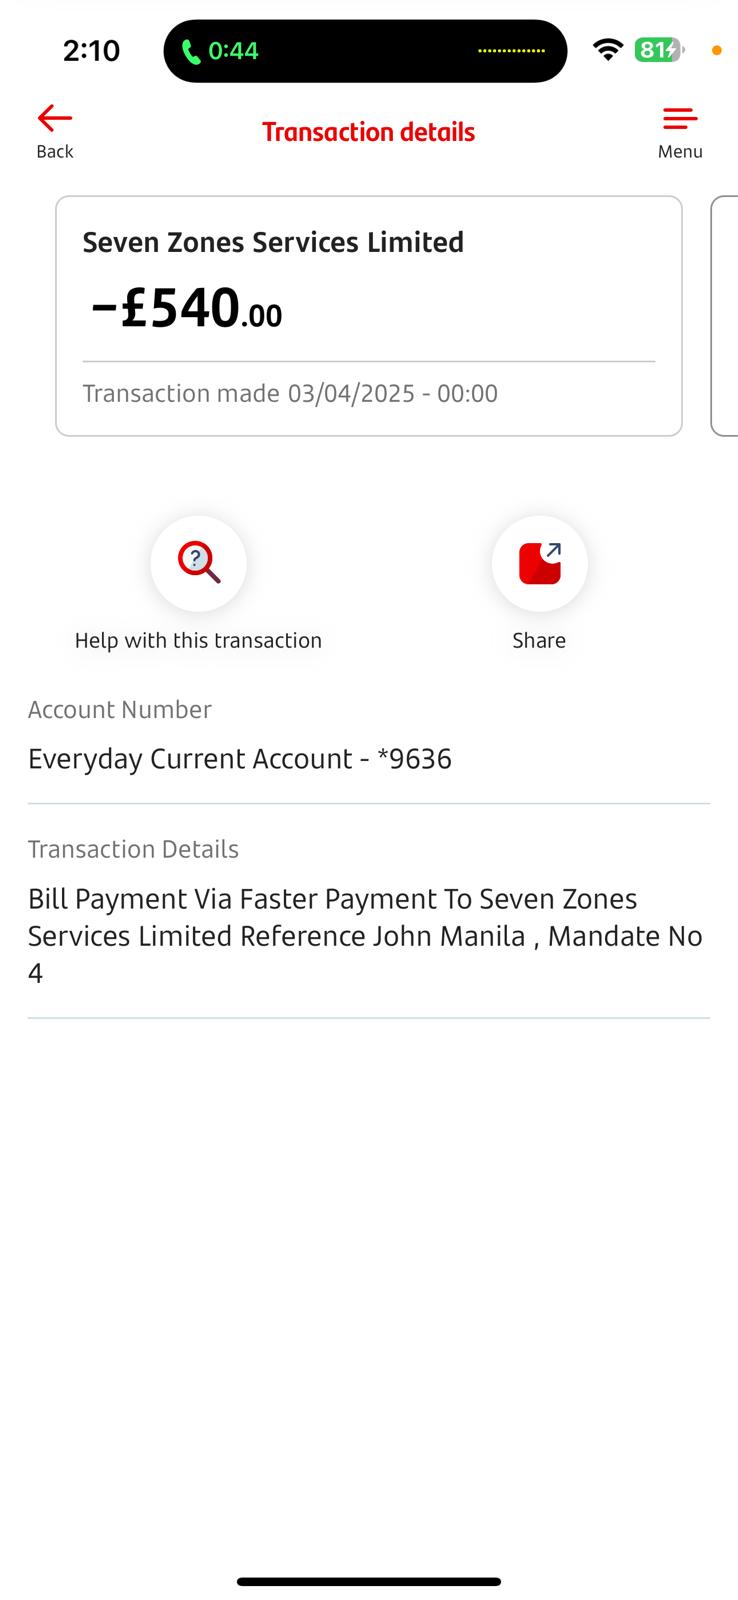 2:10
0:44
81
Back
Transaction details
Menu
Seven Zones Services Limited
−£540.00
Transaction made 03/04/2025 - 00:00
?
Help with this transaction
Share
Account Number
Everyday Current Account - *9636
Transaction Details
Bill Payment Via Faster Payment To Seven Zones
Services Limited Reference John Manila , Mandate No
4